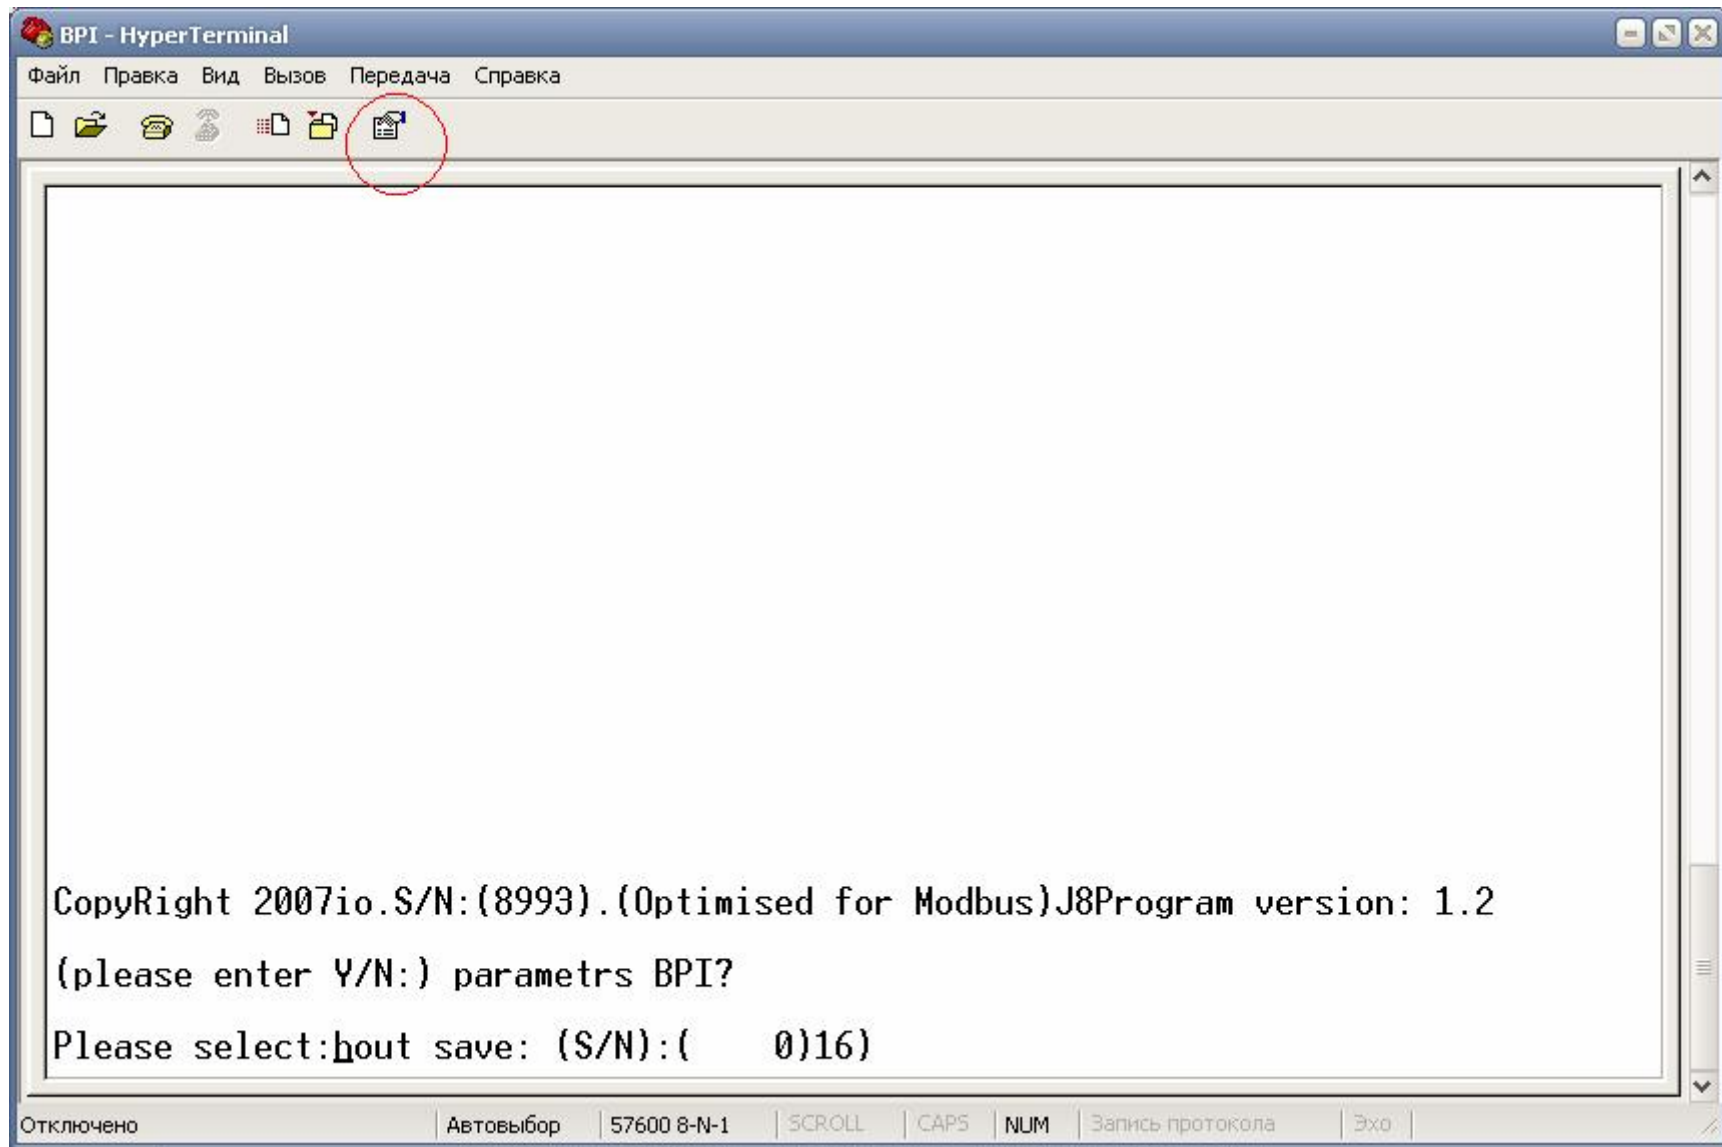 BPI - HyperTerminal
Файл Правка Вид Вызов Передача Справка
CopyRight 2007io.S/N:(8993).(Optimised for Modbus)J8Program version: 1.2
(please enter Y/N:) parametrs BPI?
Please select:hout save: (S/N):(    0)16)
Отключено Автовыбор 57600 8-N-1 SCROLL CAPS NUM Запись протокола Эхо